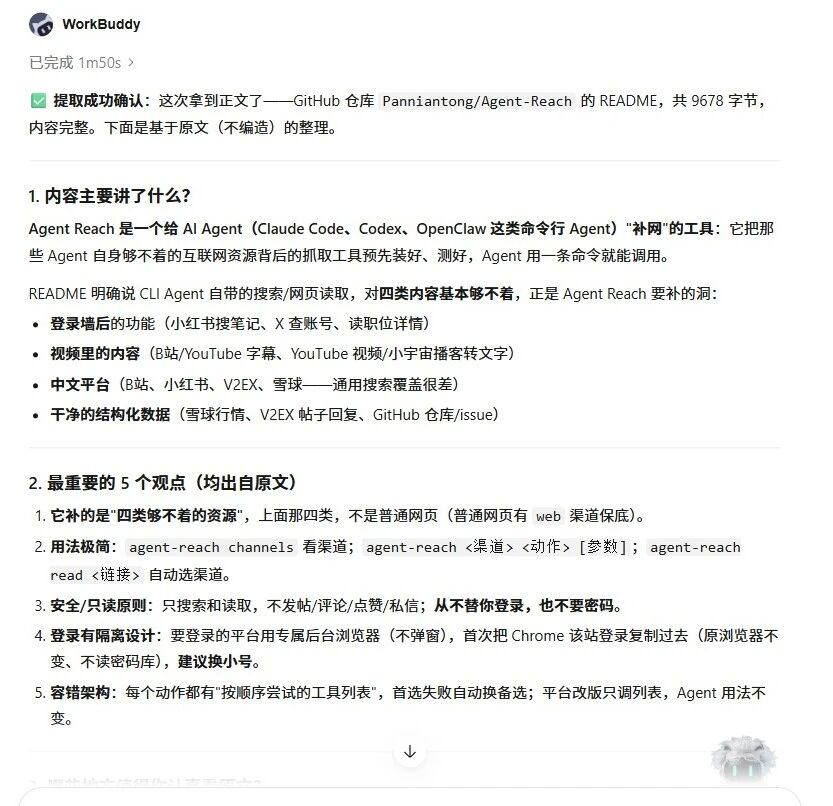 WorkBuddy
已完成 1m50s >
✅ 提取成功确认：这次拿到正文了——GitHub 仓库 Panniantong/Agent-Reach 的 README，共 9678 字节，
内容完整。下面是基于原文（不编造）的整理。
1. 内容主要讲了什么？
Agent Reach 是一个给 AI Agent（Claude Code、Codex、OpenClaw 这类命令行 Agent）"补网"的工具：它把那
些 Agent 自身够不着的互联网资源背后的抓取工具预先装好、测好，Agent 用一条命令就能调用。
README 明确说 CLI Agent 自带的搜索/网页读取，对四类内容基本够不着，正是 Agent Reach 要补的洞：
• 登录墙后的功能（小红书搜笔记、X 查账号、读职位详情）
• 视频里的内容（B站/YouTube 字幕、YouTube 视频/小宇宙播客转文字）
• 中文平台（B站、小红书、V2EX、雪球——通用搜索覆盖很差）
• 干净的结构化数据（雪球行情、V2EX 帖子回复、GitHub 仓库/issue）
2. 最重要的 5 个观点（均出自原文）
1. 它补的是"四类够不着的资源"，上面那四类，不是普通网页（普通网页有 web 渠道保底）。
2. 用法极简：agent-reach channels 看渠道；agent-reach <渠道> <动作> [参数]；agent-reach
read <链接> 自动选渠道。
3. 安全/只读原则：只搜索和读取，不发帖/评论/点赞/私信；从不替你登录，也不要密码。
4. 登录有隔离设计：要登录的平台用专属后台浏览器（不弹窗），首次把 Chrome 该站登录复制过去（原浏览器不
变、不读密码库），建议换小号。
5. 容错架构：每个动作都有"按顺序尝试的工具列表"，首选失败自动换备选；平台改版只调列表，Agent 用法不
变。